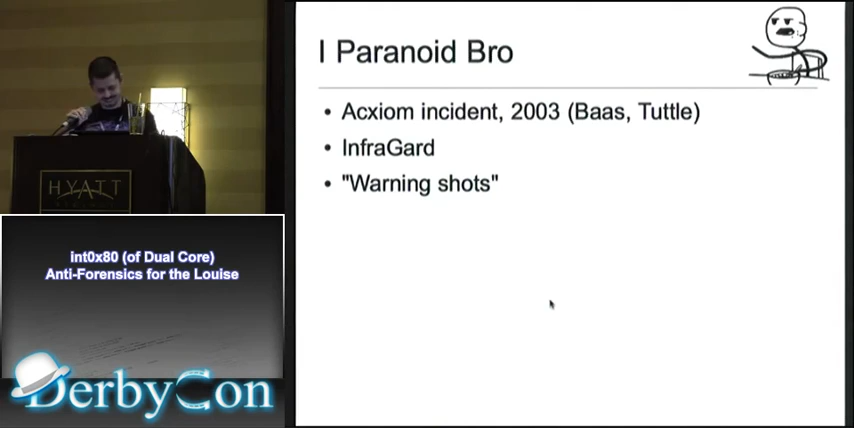 I Paranoid Bro
• Acxiom incident, 2003 (Baas, Tuttle)
• InfraGard
• "Warning shots"
HYATT
int0x80 (of Dual Core)
Anti-Forensics for the Louise
DerbyCon